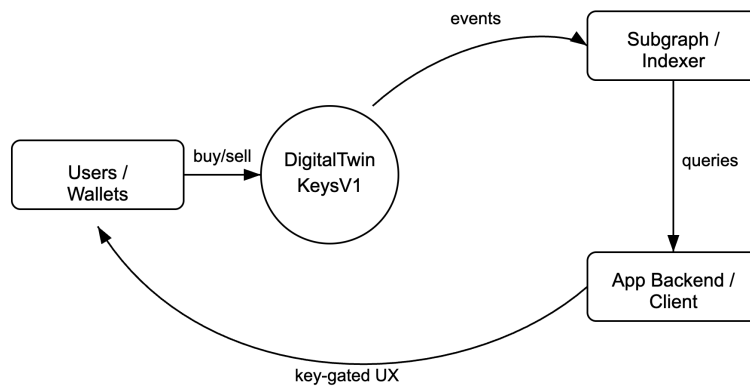 events
Subgraph /
Indexer
buy/sell
Users /
Wallets
DigitalTwin
KeysV1
queries
App Backend /
Client
key-gated UX